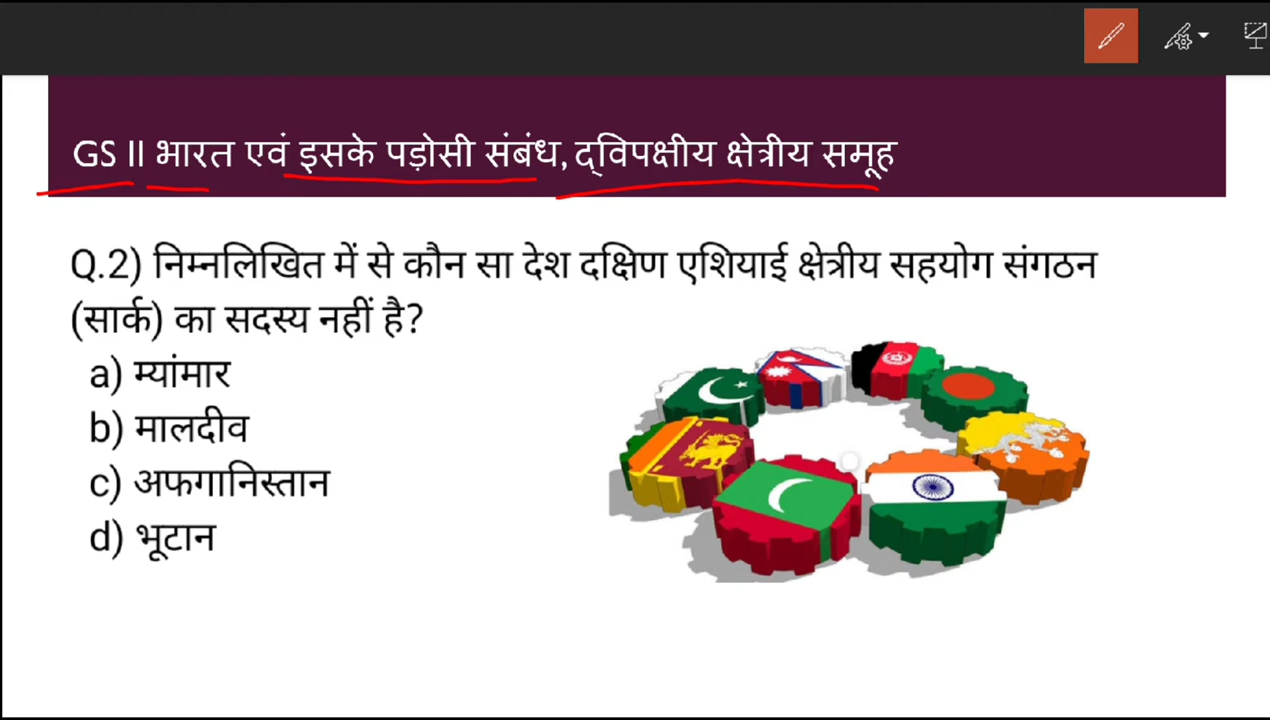 GS II भारत एवं इसके पड़ोसी संबंध, द्‌विपक्षीय क्षेत्रीय समूह
Q.2) निम्नलिखित में से कौन सा देश दक्षिण एशियाई क्षेत्रीय सहयोग संगठन
(सार्क) का सदस्य नहीं है?
a) म्यांमार
b) मालदीव
c) अफगानिस्तान
d) भूटान